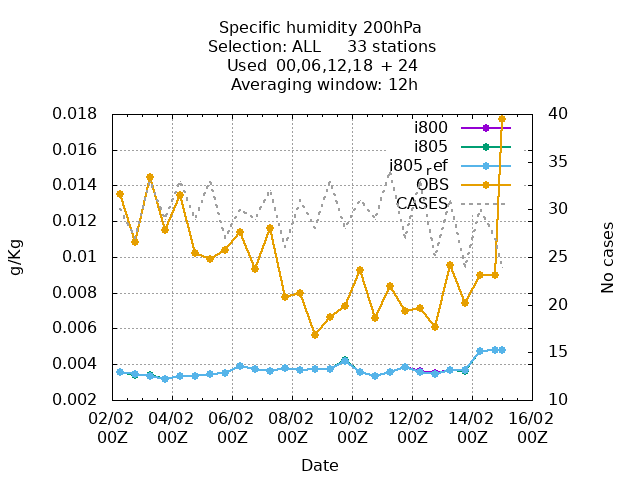 Specific humidity 200hPa
Selection: ALL 33 stations
Used 00,06,12,18 + 24
Averaging window: 12h
0.018
0.016
0.014
0.012
0.01
0.008
0.006
0.004
0.002
g/Kg
40
35
30
25
20
15
10
No cases
i800
i805
i805_ref
OBS
CASES
02/02 04/02 06/02 08/02 10/02 12/02 14/02 16/02
00Z 00Z 00Z 00Z 00Z 00Z 00Z 00Z
Date